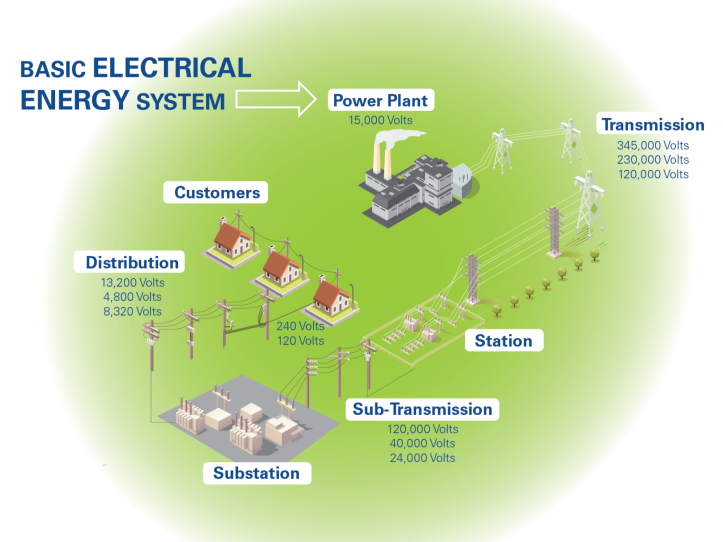 BASIC ELECTRICAL
ENERGY SYSTEM
Power Plant
15,000 Volts
Transmission
345,000 Volts
230,000 Volts
120,000 Volts
Customers
Distribution
13,200 Volts
4,800 Volts
8,320 Volts
240 Volts
120 Volts
Station
Sub-Transmission
120,000 Volts
40,000 Volts
24,000 Volts
Substation